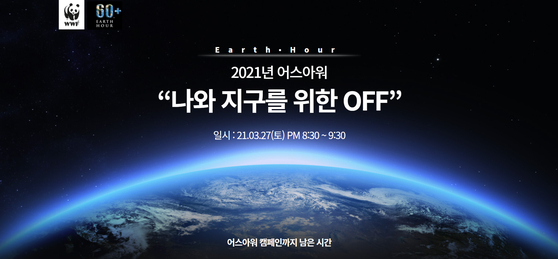 WWF
60+
EARTH
HOUR
Earth·Hour
2021년 어스아워
“나와 지구를 위한 OFF”
일시 : 21.03.27(토) PM 8:30 ~ 9:30
어스아워 캠페인까지 남은 시간